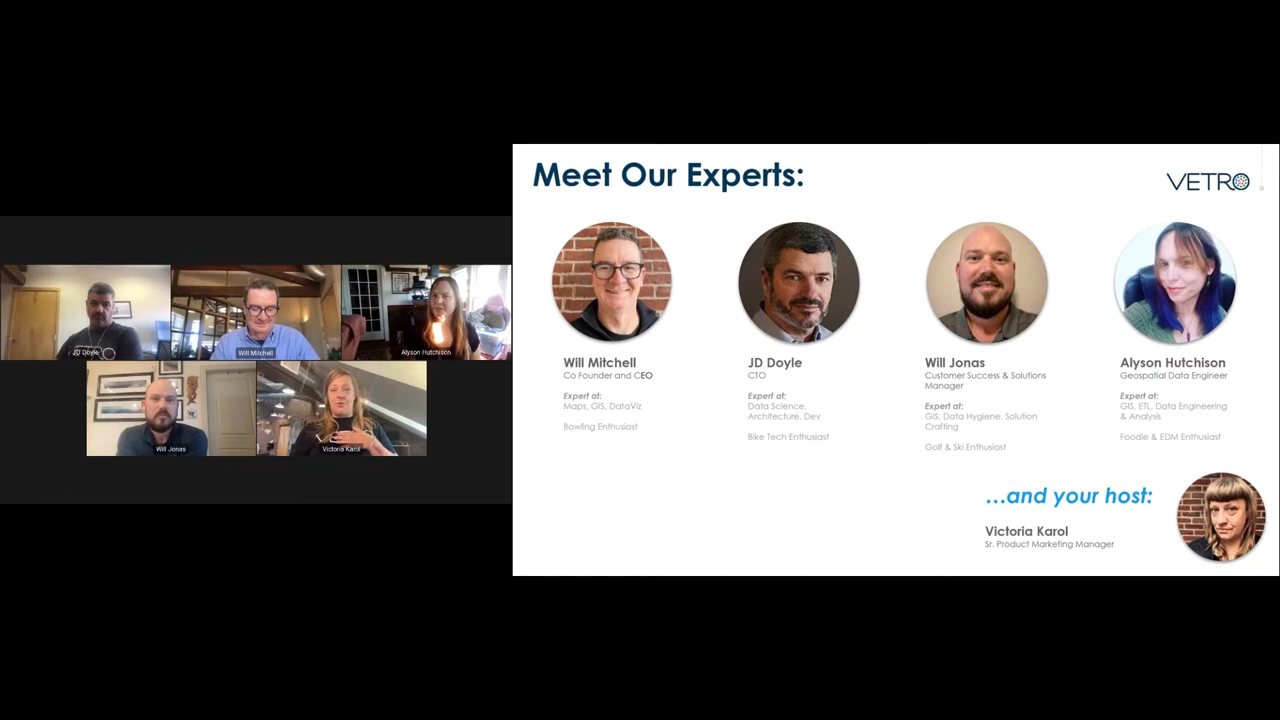 JD Doyle
Will Mitchell
Alyson Hutchison
Will Jonas
Victoria Karol
Meet Our Experts:
VETRO
Will Mitchell
Co Founder and CEO
Expert at:
Maps, GIS, DataViz
Bowling Enthusiast
JD Doyle
CTO
Expert at:
Data Science,
Architecture, Dev
Bike Tech Enthusiast
Will Jonas
Customer Success & Solutions
Manager
Expert at:
GIS, Data Hygiene, Solution
Crafting
Golf & Ski Enthusiast
Alyson Hutchison
Geospatial Data Engineer
Expert at:
GIS, ETL, Data Engineering
& Analysis
Foodie & EDM Enthusiast
...and your host:
Victoria Karol
Sr. Product Marketing Manager